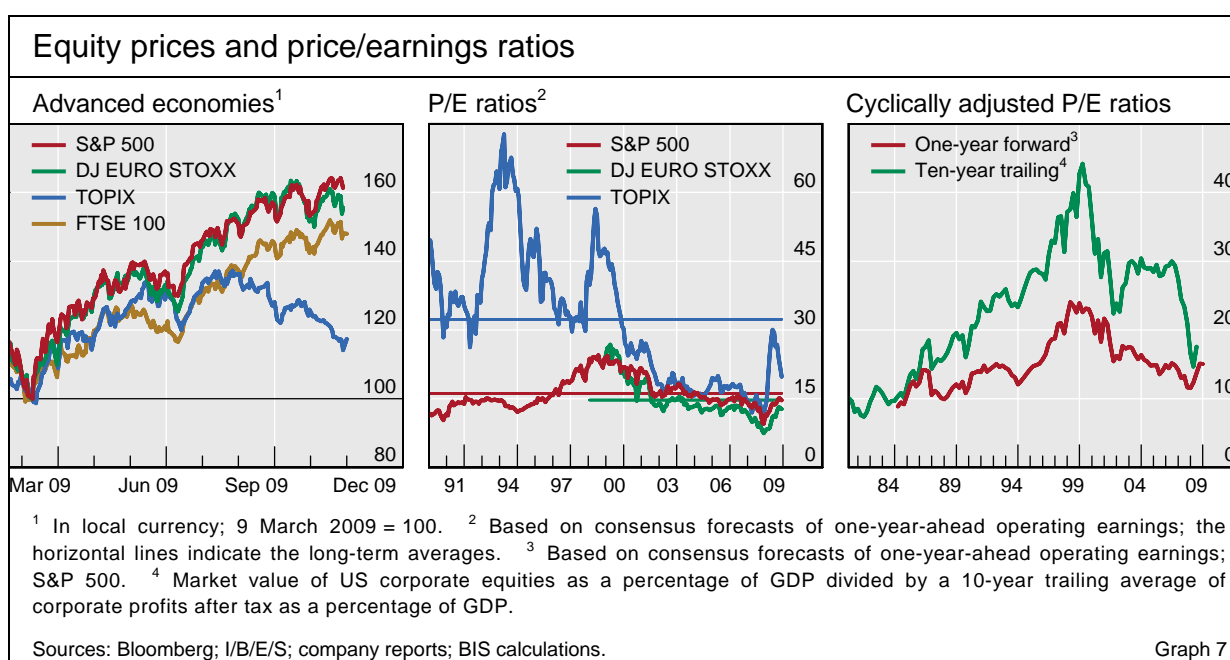 Equity prices and price/earnings ratios
Advanced economies¹
S&P 500
DJ EURO STOXX
TOPIX
FTSE 100
160
140
120
100
80
Mar 09 Jun 09 Sep 09 Dec 09
P/E ratios²
S&P 500
DJ EURO STOXX
TOPIX
60
45
30
15
0
91 94 97 00 03 06 09
Cyclically adjusted P/E ratios
One-year forward³
Ten-year trailing⁴
40
30
20
10
0
84 89 94 99 04 09
¹ In local currency; 9 March 2009 = 100. ² Based on consensus forecasts of one-year-ahead operating earnings; the
horizontal lines indicate the long-term averages. ³ Based on consensus forecasts of one-year-ahead operating earnings;
S&P 500. ⁴ Market value of US corporate equities as a percentage of GDP divided by a 10-year trailing average of
corporate profits after tax as a percentage of GDP.
Sources: Bloomberg; I/B/E/S; company reports; BIS calculations. Graph 7